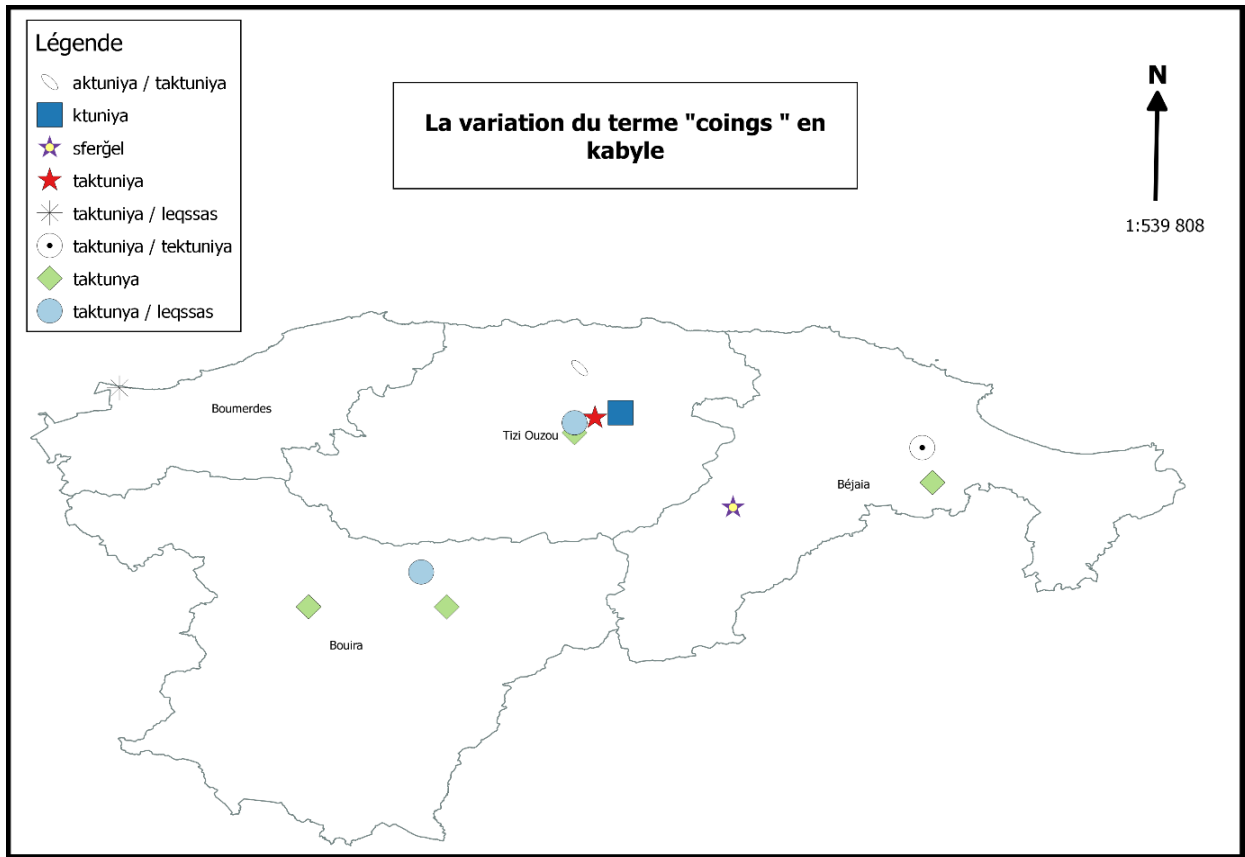 Légende
aktuniya / taktuniya
ktuniya
sferğel
taktuniya
taktuniya / leqssas
taktuniya / tektuniya
taktunya
taktunya / leqssas
La variation du terme "coings " en
kabyle
N
1:539 808
Boumerdes
Tizi Ouzou
Béjaia
Bouira